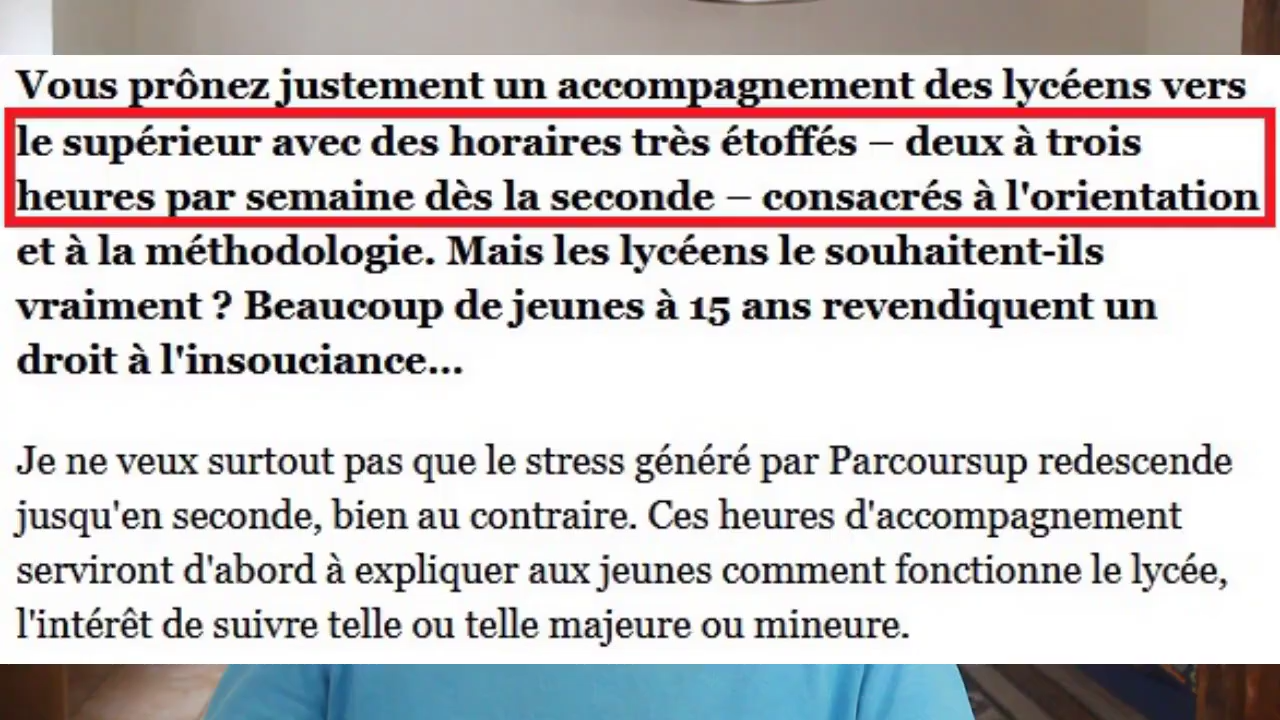 Vous prônez justement un accompagnement des lycéens vers
le supérieur avec des horaires très étoffés – deux à trois
heures par semaine dès la seconde – consacrés à l'orientation
et à la méthodologie. Mais les lycéens le souhaitent-ils
vraiment ? Beaucoup de jeunes à 15 ans revendiquent un
droit à l'insouciance...
Je ne veux surtout pas que le stress généré par Parcoursup redescende
jusqu'en seconde, bien au contraire. Ces heures d'accompagnement
serviront d'abord à expliquer aux jeunes comment fonctionne le lycée,
l'intérêt de suivre telle ou telle majeure ou mineure.